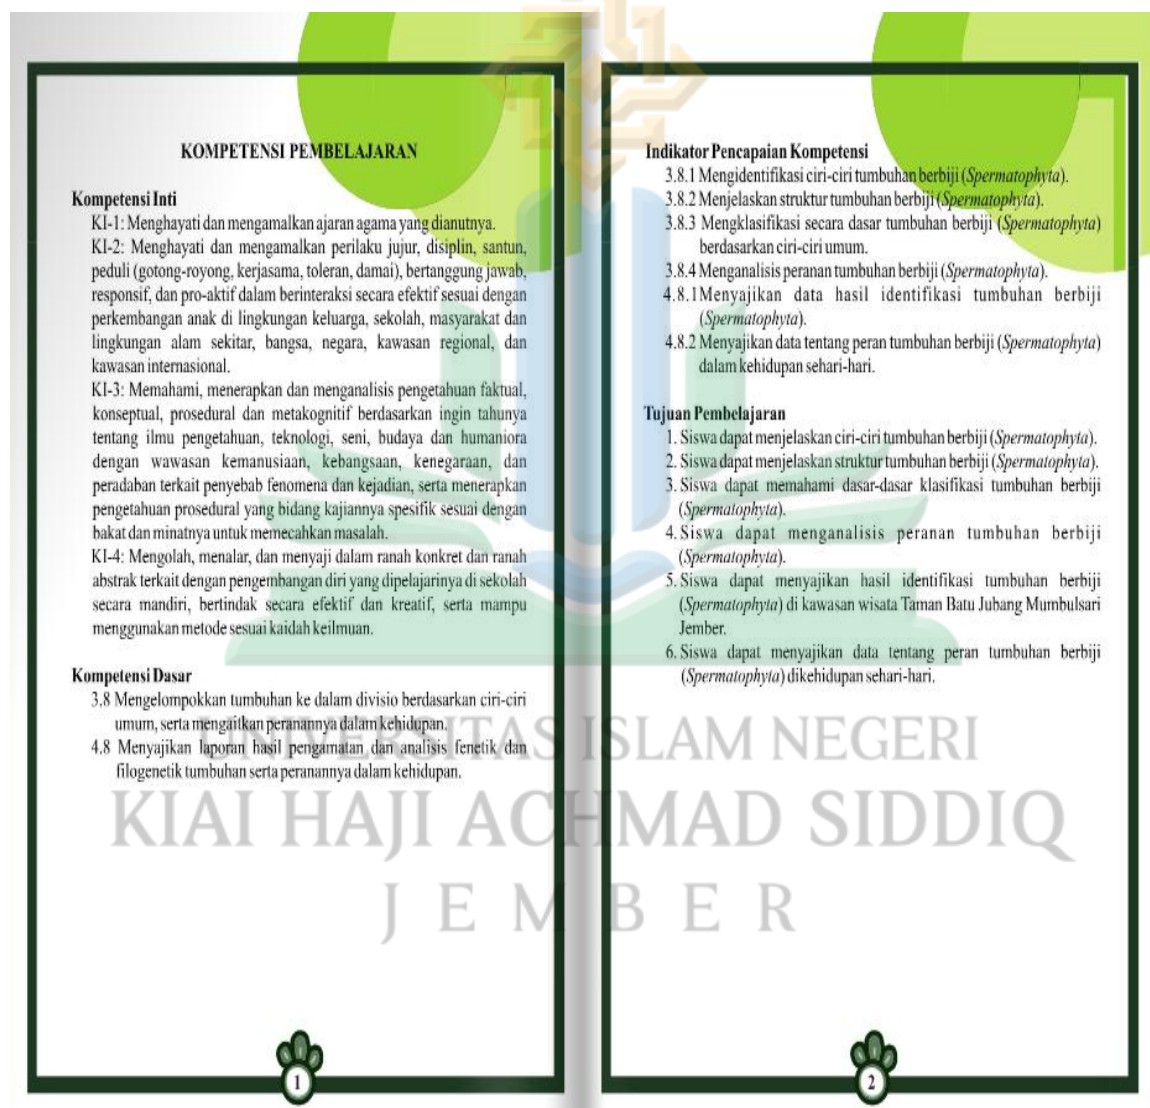 KOMPETENSI PEMBELAJARAN
Kompetensi Inti
KI-1: Menghayati dan mengamalkan ajaran agama yang dianutnya.
KI-2: Menghayati dan mengamalkan perilaku jujur, disiplin, santun,
peduli (gotong-royong, kerjasama, toleran, damai), bertanggung jawab,
responsif, dan pro-aktif dalam berinteraksi secara efektif sesuai dengan
perkembangan anak di lingkungan keluarga, sekolah, masyarakat dan
lingkungan alam sekitar, bangsa, negara, kawasan regional, dan
kawasan internasional.
KI-3: Memahami, menerapkan dan menganalisis pengetahuan faktual,
konseptual, prosedural dan metakognitif berdasarkan ingin tahunya
tentang ilmu pengetahuan, teknologi, seni, budaya dan humaniora
dengan wawasan kemanusiaan, kebangsaan, kenegaraan, dan
peradaban terkait penyebab fenomena dan kejadian, serta menerapkan
pengetahuan prosedural yang bidang kajiannya spesifik sesuai dengan
bakat dan minatnya untuk memecahkan masalah.
KI-4: Mengolah, menalar, dan menyaji dalam ranah konkret dan ranah
abstrak terkait dengan pengembangan diri yang dipelajarinya di sekolah
secara mandiri, bertindak secara efektif dan kreatif, serta mampu
menggunakan metode sesuai kaidah keilmuan.
Kompetensi Dasar
3.8 Mengelompokkan tumbuhan ke dalam divisio berdasarkan ciri-ciri
umum, serta mengaitkan peranannya dalam kehidupan.
4.8 Menyajikan laporan hasil pengamatan dan analisis fenetik dan
filogenetik tumbuhan serta peranannya dalam kehidupan.
1
Indikator Pencapaian Kompetensi
3.8.1 Mengidentifikasi ciri-ciri tumbuhan berbiji (Spermatophyta).
3.8.2 Menjelaskan struktur tumbuhan berbiji (Spermatophyta).
3.8.3 Mengklasifikasi secara dasar tumbuhan berbiji (Spermatophyta)
berdasarkan ciri-ciri umum.
3.8.4 Menganalisis peranan tumbuhan berbiji (Spermatophyta).
4.8.1 Menyajikan data hasil identifikasi tumbuhan berbiji
(Spermatophyta).
4.8.2 Menyajikan data tentang peran tumbuhan berbiji (Spermatophyta)
dalam kehidupan sehari-hari.
Tujuan Pembelajaran
1. Siswa dapat menjelaskan ciri-ciri tumbuhan berbiji (Spermatophyta).
2. Siswa dapat menjelaskan struktur tumbuhan berbiji (Spermatophyta).
3. Siswa dapat memahami dasar-dasar klasifikasi tumbuhan berbiji
(Spermatophyta).
4. Siswa dapat menganalisis peranan tumbuhan berbiji
(Spermatophyta).
5. Siswa dapat menyajikan hasil identifikasi tumbuhan berbiji
(Spermatophyta) di kawasan wisata Taman Batu Jubang Mumbulsari
Jember.
6. Siswa dapat menyajikan data tentang peran tumbuhan berbiji
(Spermatophyta) dikehidupan sehari-hari.
2
UNIVERSITAS ISLAM NEGERI
KIAI HAJI ACHMAD SIDDIQ
JEMBER